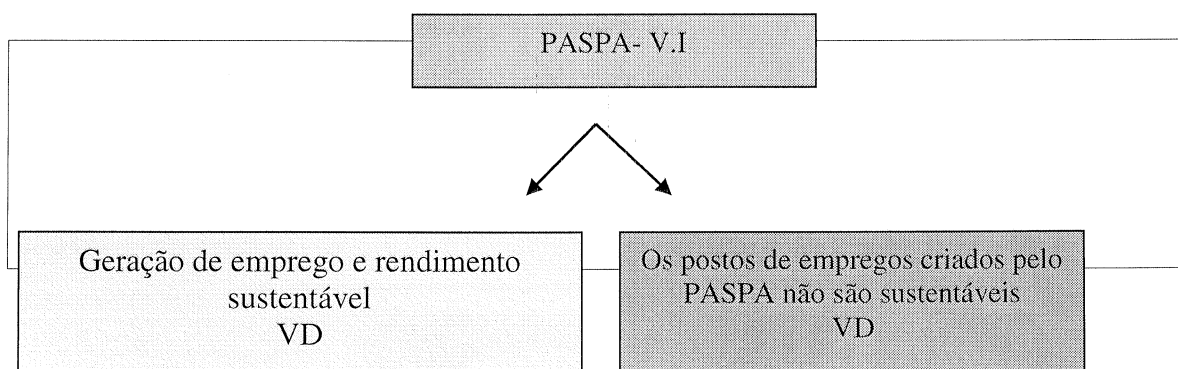 PASPA- V.I
Geração de emprego e rendimento
sustentável
VD
Os postos de empregos criados pelo
PASPA não são sustentáveis
VD